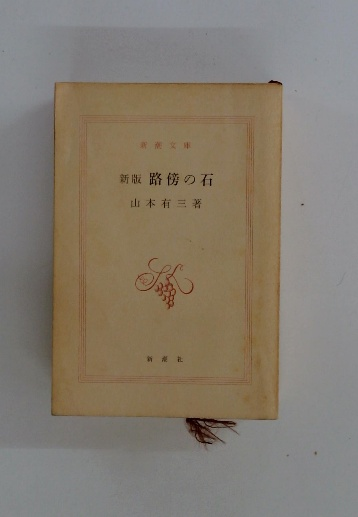 新潮文庫
新版 路傍の石
山本有三著
新潮社